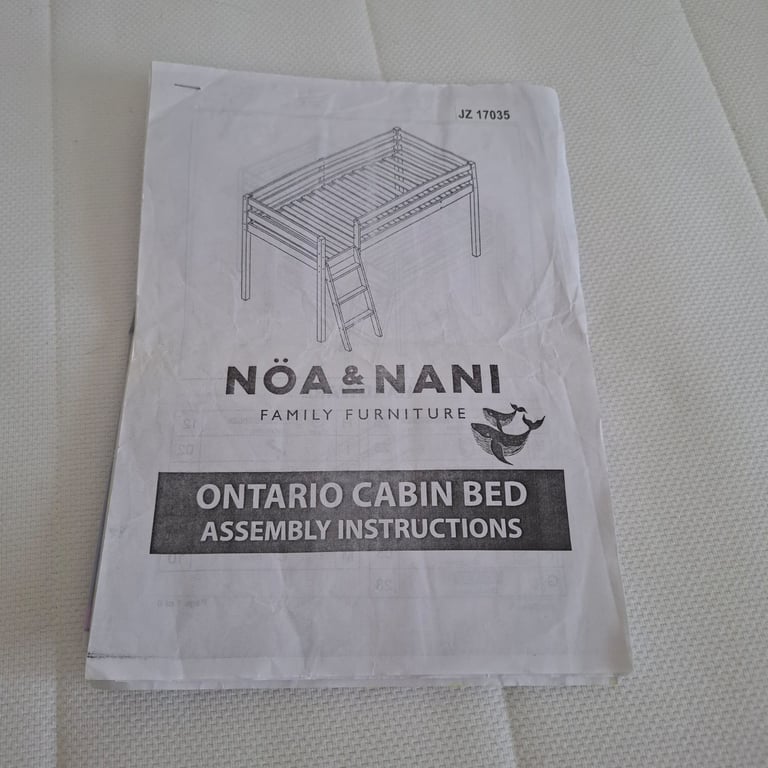 JZ 17035
NÖA & NANI
FAMILY FURNITURE
ONTARIO CABIN BED
ASSEMBLY INSTRUCTIONS